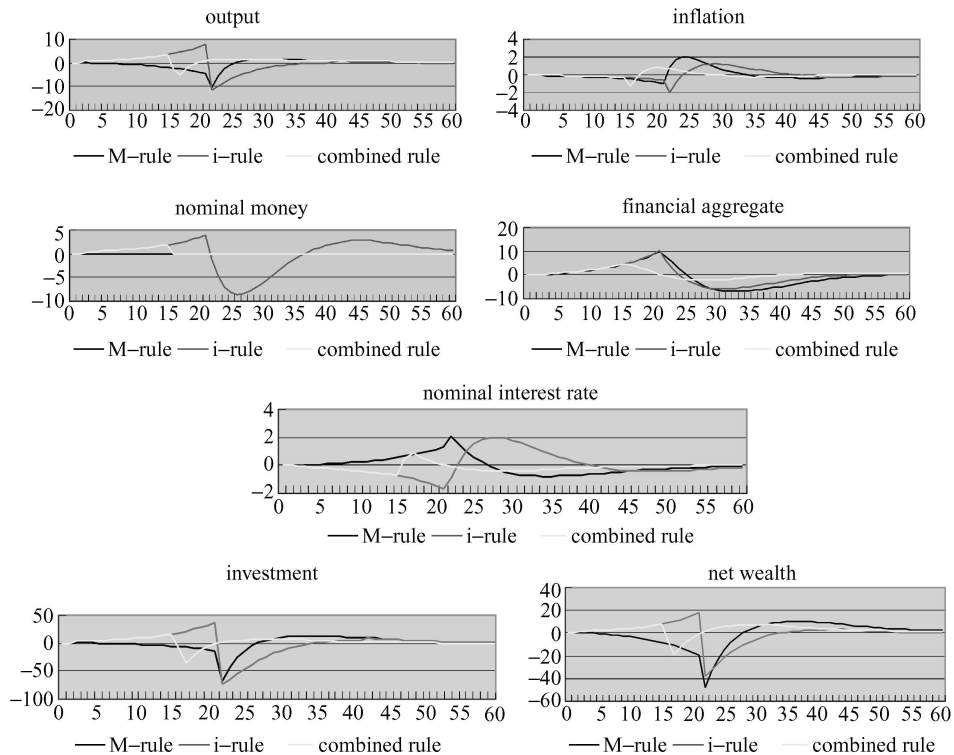 output
10
0
−10
−20
0 5 10 15 20 25 30 35 40 45 50 55 60
M−rule i−rule combined rule
inflation
4
2
0
−2
−4
0 5 10 15 20 25 30 35 40 45 50 55 60
M−rule i−rule combined rule
nominal money
5
0
−5
−10
0 5 10 15 20 25 30 35 40 45 50 55 60
M−rule i−rule combined rule
financial aggregate
20
10
0
−10
0 5 10 15 20 25 30 35 40 45 50 55 60
M−rule i−rule combined rule
nominal interest rate
4
2
0
−2
0 5 10 15 20 25 30 35 40 45 50 55 60
M−rule i−rule combined rule
investment
50
0
−50
−100
0 5 10 15 20 25 30 35 40 45 50 55 60
M−rule i−rule combined rule
net wealth
40
20
0
−20
−40
−60
0 5 10 15 20 25 30 35 40 45 50 55 60
M−rule i−rule combined rule